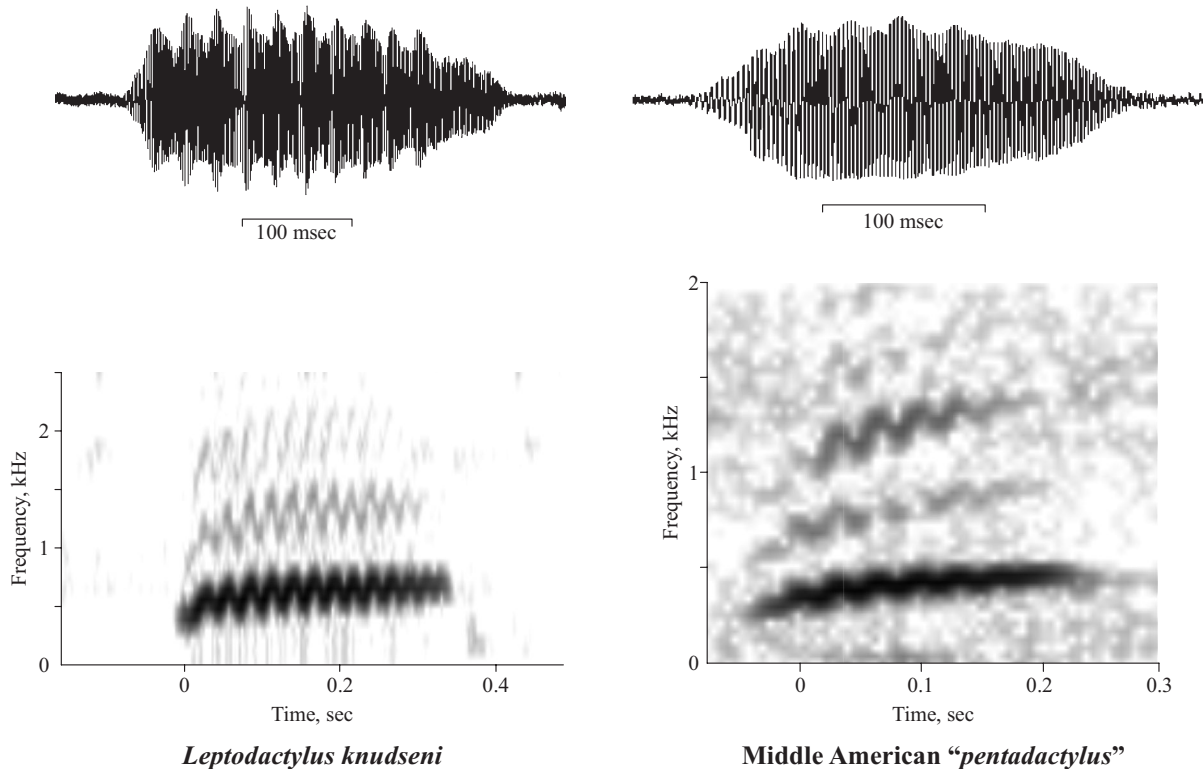 100 msec
100 msec
Frequency, kHz
2
1
0
0
0.2
0.4
Time, sec
Leptodactylus knudseni
Frequency, kHz
2
1
0
0
0.1
0.2
0.3
Time, sec
Middle American “pentadactylus”